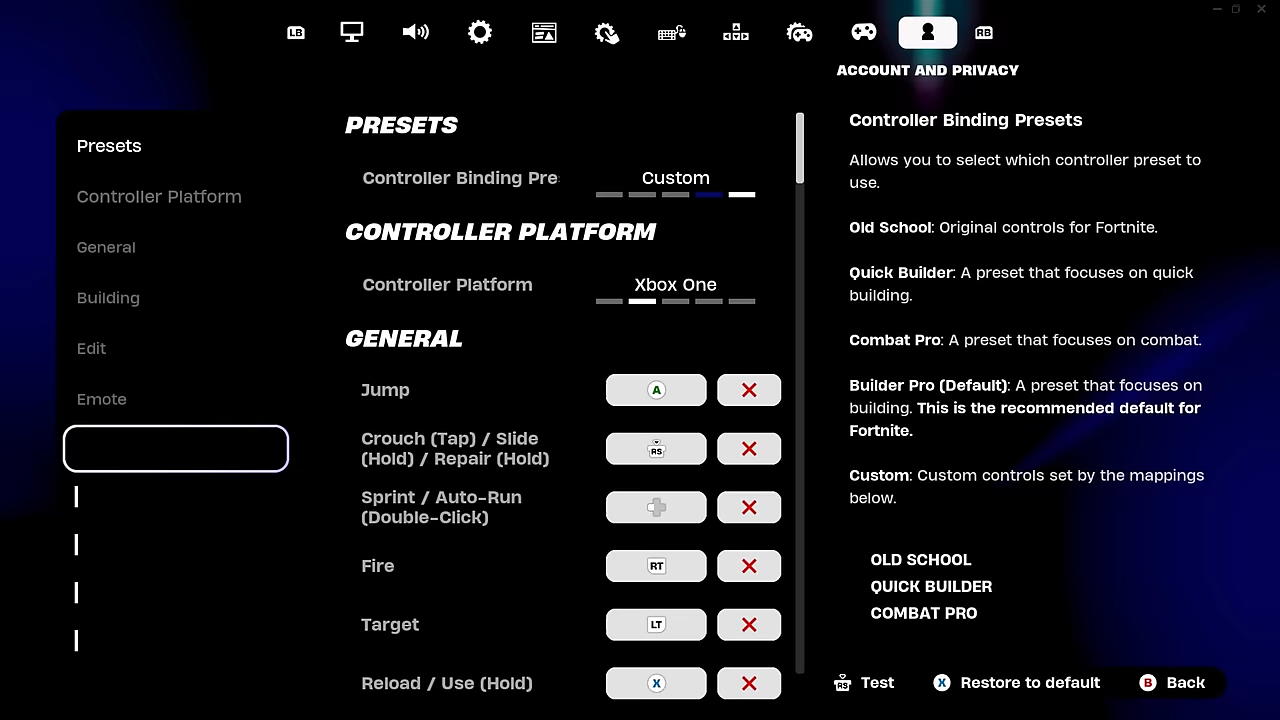 LB
RB
ACCOUNT AND PRIVACY
Presets
Controller Platform
General
Building
Edit
Emote
PRESETS
Controller Binding Pre
Custom
CONTROLLER PLATFORM
Controller Platform
Xbox One
GENERAL
Jump
A
Crouch (Tap) / Slide
(Hold) / Repair (Hold)
RS
Sprint / Auto-Run
(Double-Click)
Fire
RT
Target
LT
Reload / Use (Hold)
X
Controller Binding Presets
Allows you to select which controller preset to
use.
Old School: Original controls for Fortnite.
Quick Builder: A preset that focuses on quick
building.
Combat Pro: A preset that focuses on combat.
Builder Pro (Default): A preset that focuses on
building. This is the recommended default for
Fortnite.
Custom: Custom controls set by the mappings
below.
OLD SCHOOL
QUICK BUILDER
COMBAT PRO
RS Test
X Restore to default
B Back